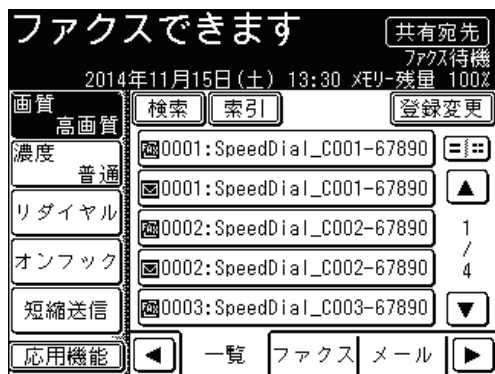 ファクスできます
共有宛先
ファクス待機
2014年11月15日(土) 13:30 メモリー残量 100%
画質
高画質
検索 索引 登録変更
濃度
普通
リダイヤル
オンフック
短縮送信
応用機能
FAX0001:SpeedDial_C001-67890
0001:SpeedDial_C001-67890
FAX0002:SpeedDial_C002-67890
0002:SpeedDial_C002-67890
FAX0003:SpeedDial_C003-67890
1
/
4
一覧 ファクス メール